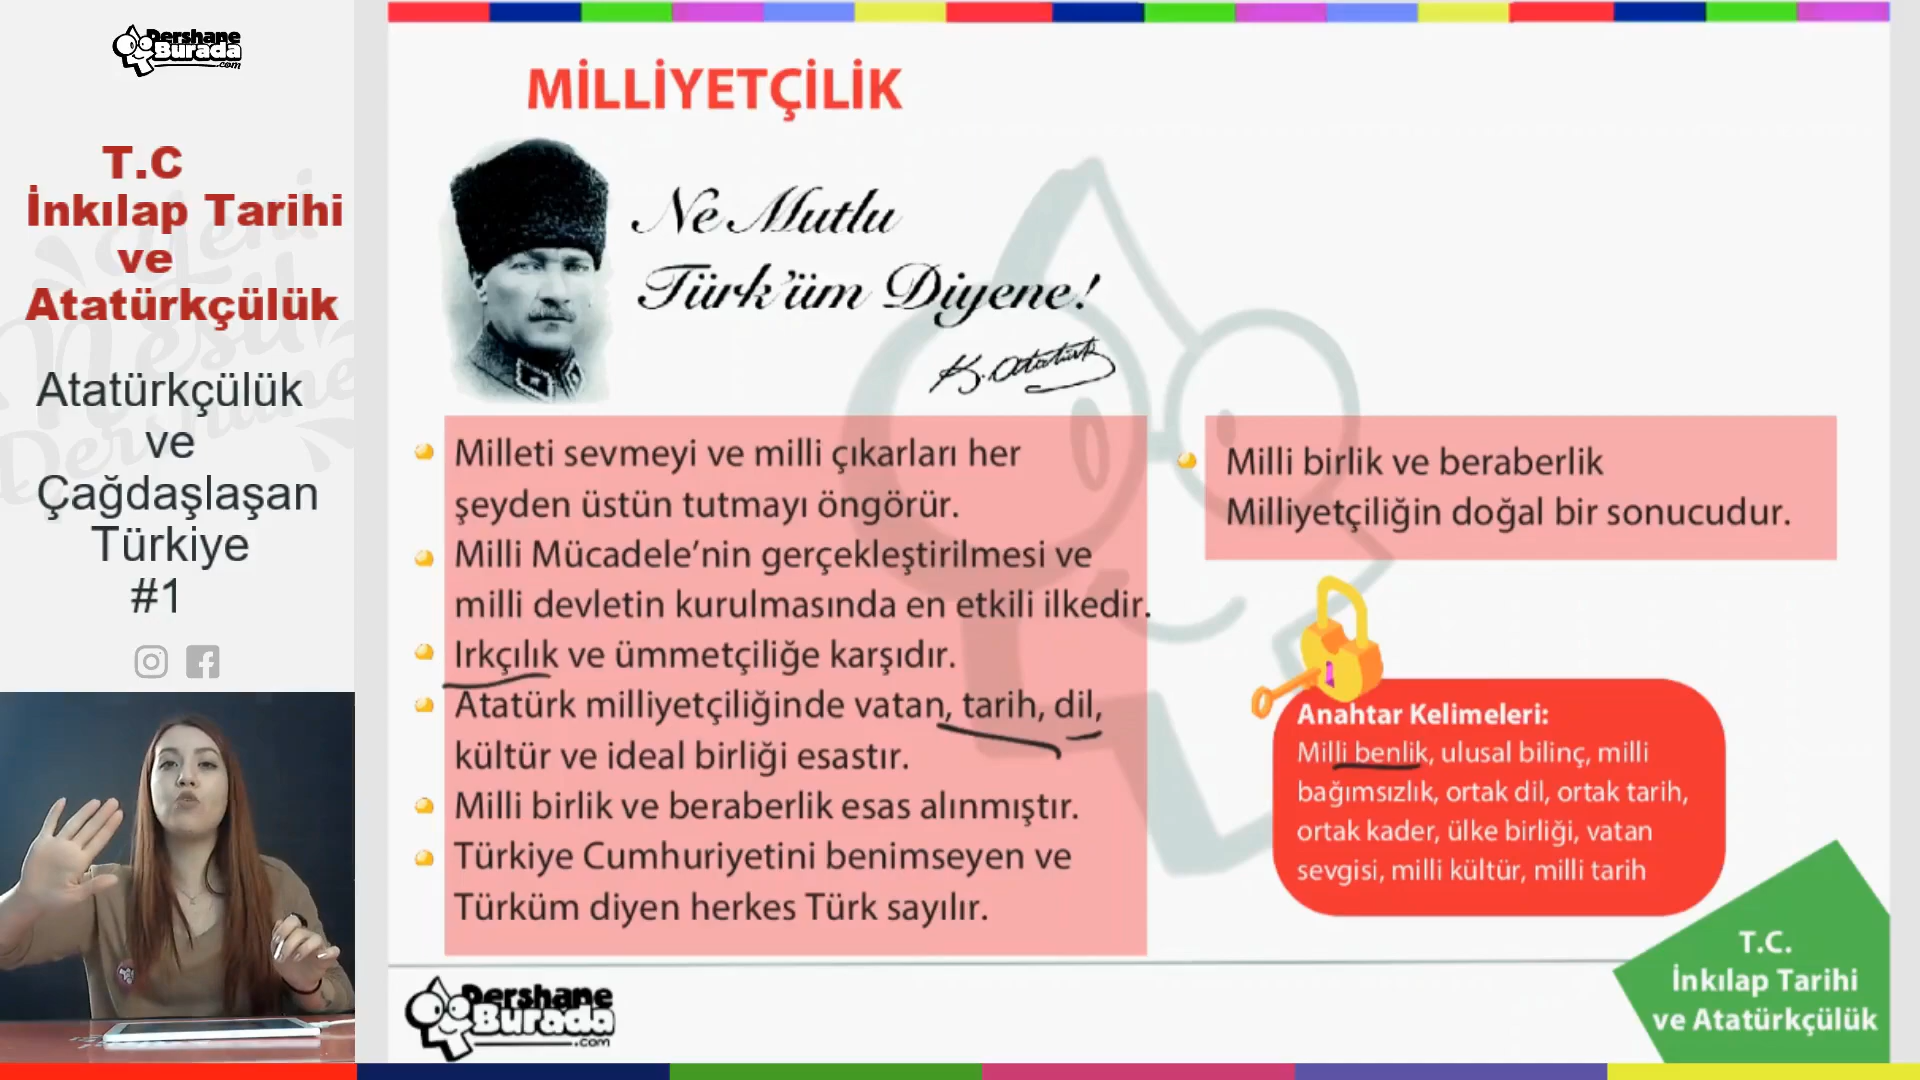 Dershane
Burada
.com
T.C
İnkılap Tarihi
ve
Atatürkçülük
Yeni
Nesil
Dershane
Atatürkçülük
ve
Çağdaşlaşan
Türkiye
#1
MİLLİYETÇİLİK
Ne Mutlu
Türk'üm Diyene!
K. Atatürk
Milleti sevmeyi ve milli çıkarları her
şeyden üstün tutmayı öngörür.
Milli Mücadele'nin gerçekleştirilmesi ve
milli devletin kurulmasında en etkili ilkedir.
Irkçılık ve ümmetçiliğe karşıdır.
Atatürk milliyetçiliğinde vatan, tarih, dil,
kültür ve ideal birliği esastır.
Milli birlik ve beraberlik esas alınmıştır.
Türkiye Cumhuriyetini benimseyen ve
Türküm diyen herkes Türk sayılır.
Milli birlik ve beraberlik
Milliyetçiliğin doğal bir sonucudur.
Anahtar Kelimeleri:
Milli benlik, ulusal bilinç, milli
bağımsızlık, ortak dil, ortak tarih,
ortak kader, ülke birliği, vatan
sevgisi, milli kültür, milli tarih
Dershane
Burada
.com
T.C.
İnkılap Tarihi
ve Atatürkçülük